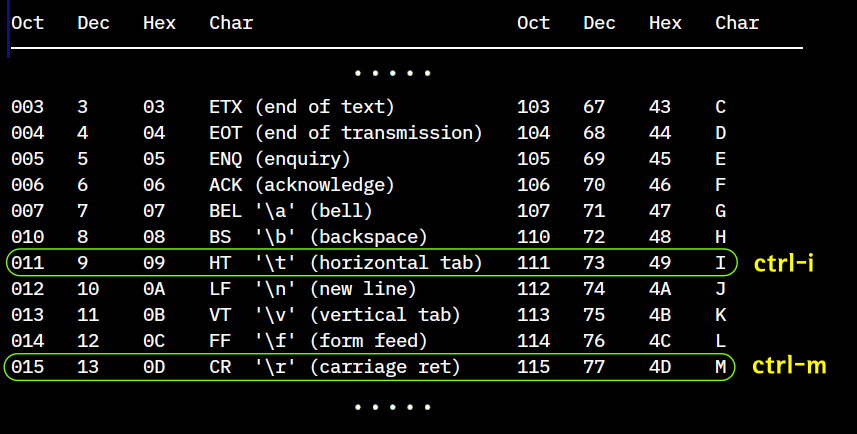 Oct   Dec   Hex   Char                        Oct   Dec   Hex   Char
.....
003   3     03    ETX (end of text)           103   67    43    C
004   4     04    EOT (end of transmission)   104   68    44    D
005   5     05    ENQ (enquiry)               105   69    45    E
006   6     06    ACK (acknowledge)           106   70    46    F
007   7     07    BEL '\a' (bell)             107   71    47    G
010   8     08    BS  '\b' (backspace)        110   72    48    H
011   9     09    HT  '\t' (horizontal tab)   111   73    49    I   ctrl-i
012   10    0A    LF  '\n' (new line)         112   74    4A    J
013   11    0B    VT  '\v' (vertical tab)     113   75    4B    K
014   12    0C    FF  '\f' (form feed)        114   76    4C    L
015   13    0D    CR  '\r' (carriage ret)     115   77    4D    M   ctrl-m
.....